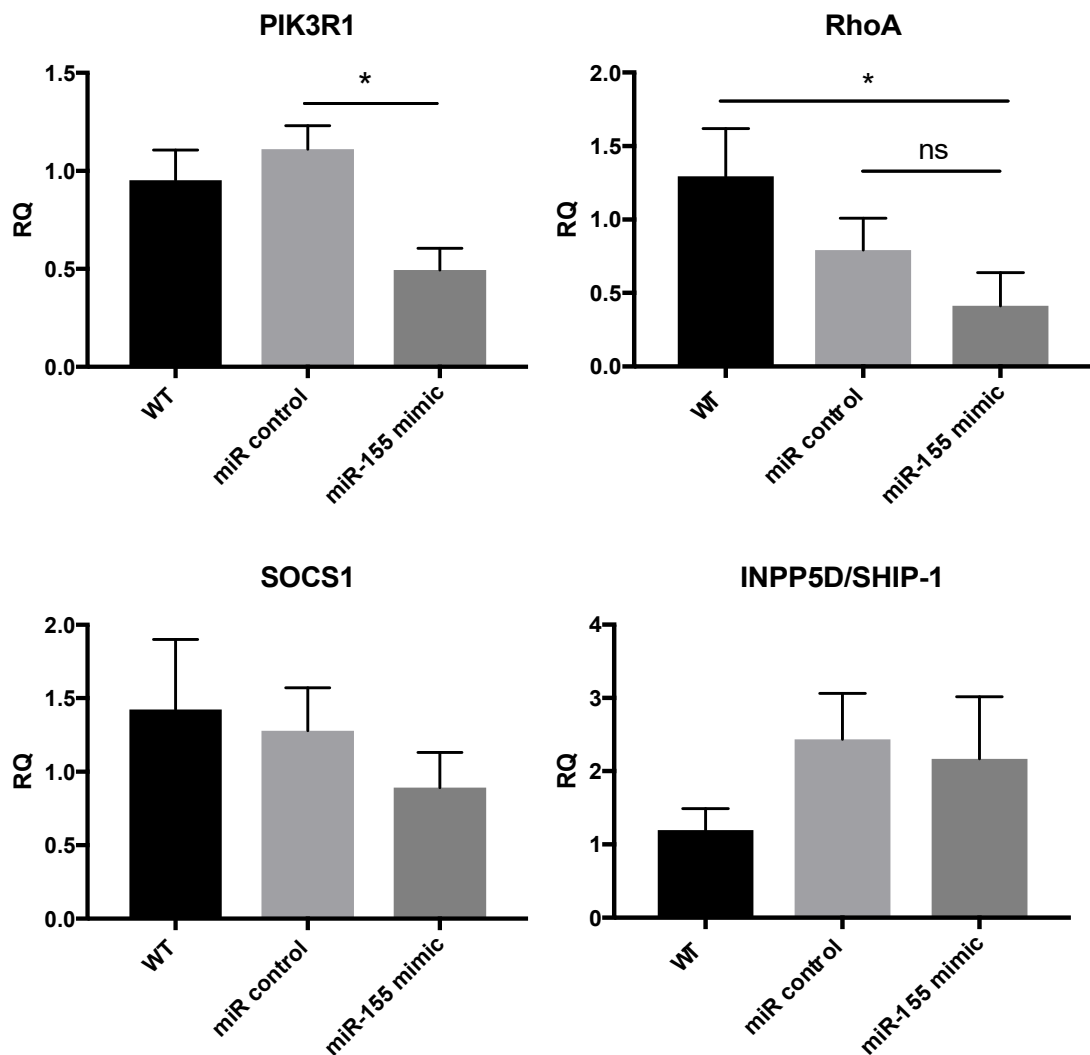 PIK3R1
*
1.5
1.0
0.5
0.0
RQ
WT
miR control
miR-155 mimic
RhoA
*
ns
2.0
1.5
1.0
0.5
0.0
RQ
WT
miR control
miR-155 mimic
SOCS1
2.0
1.5
1.0
0.5
0.0
RQ
WT
miR control
miR-155 mimic
INPP5D/SHIP-1
4
3
2
1
0
RQ
WT
miR control
miR-155 mimic